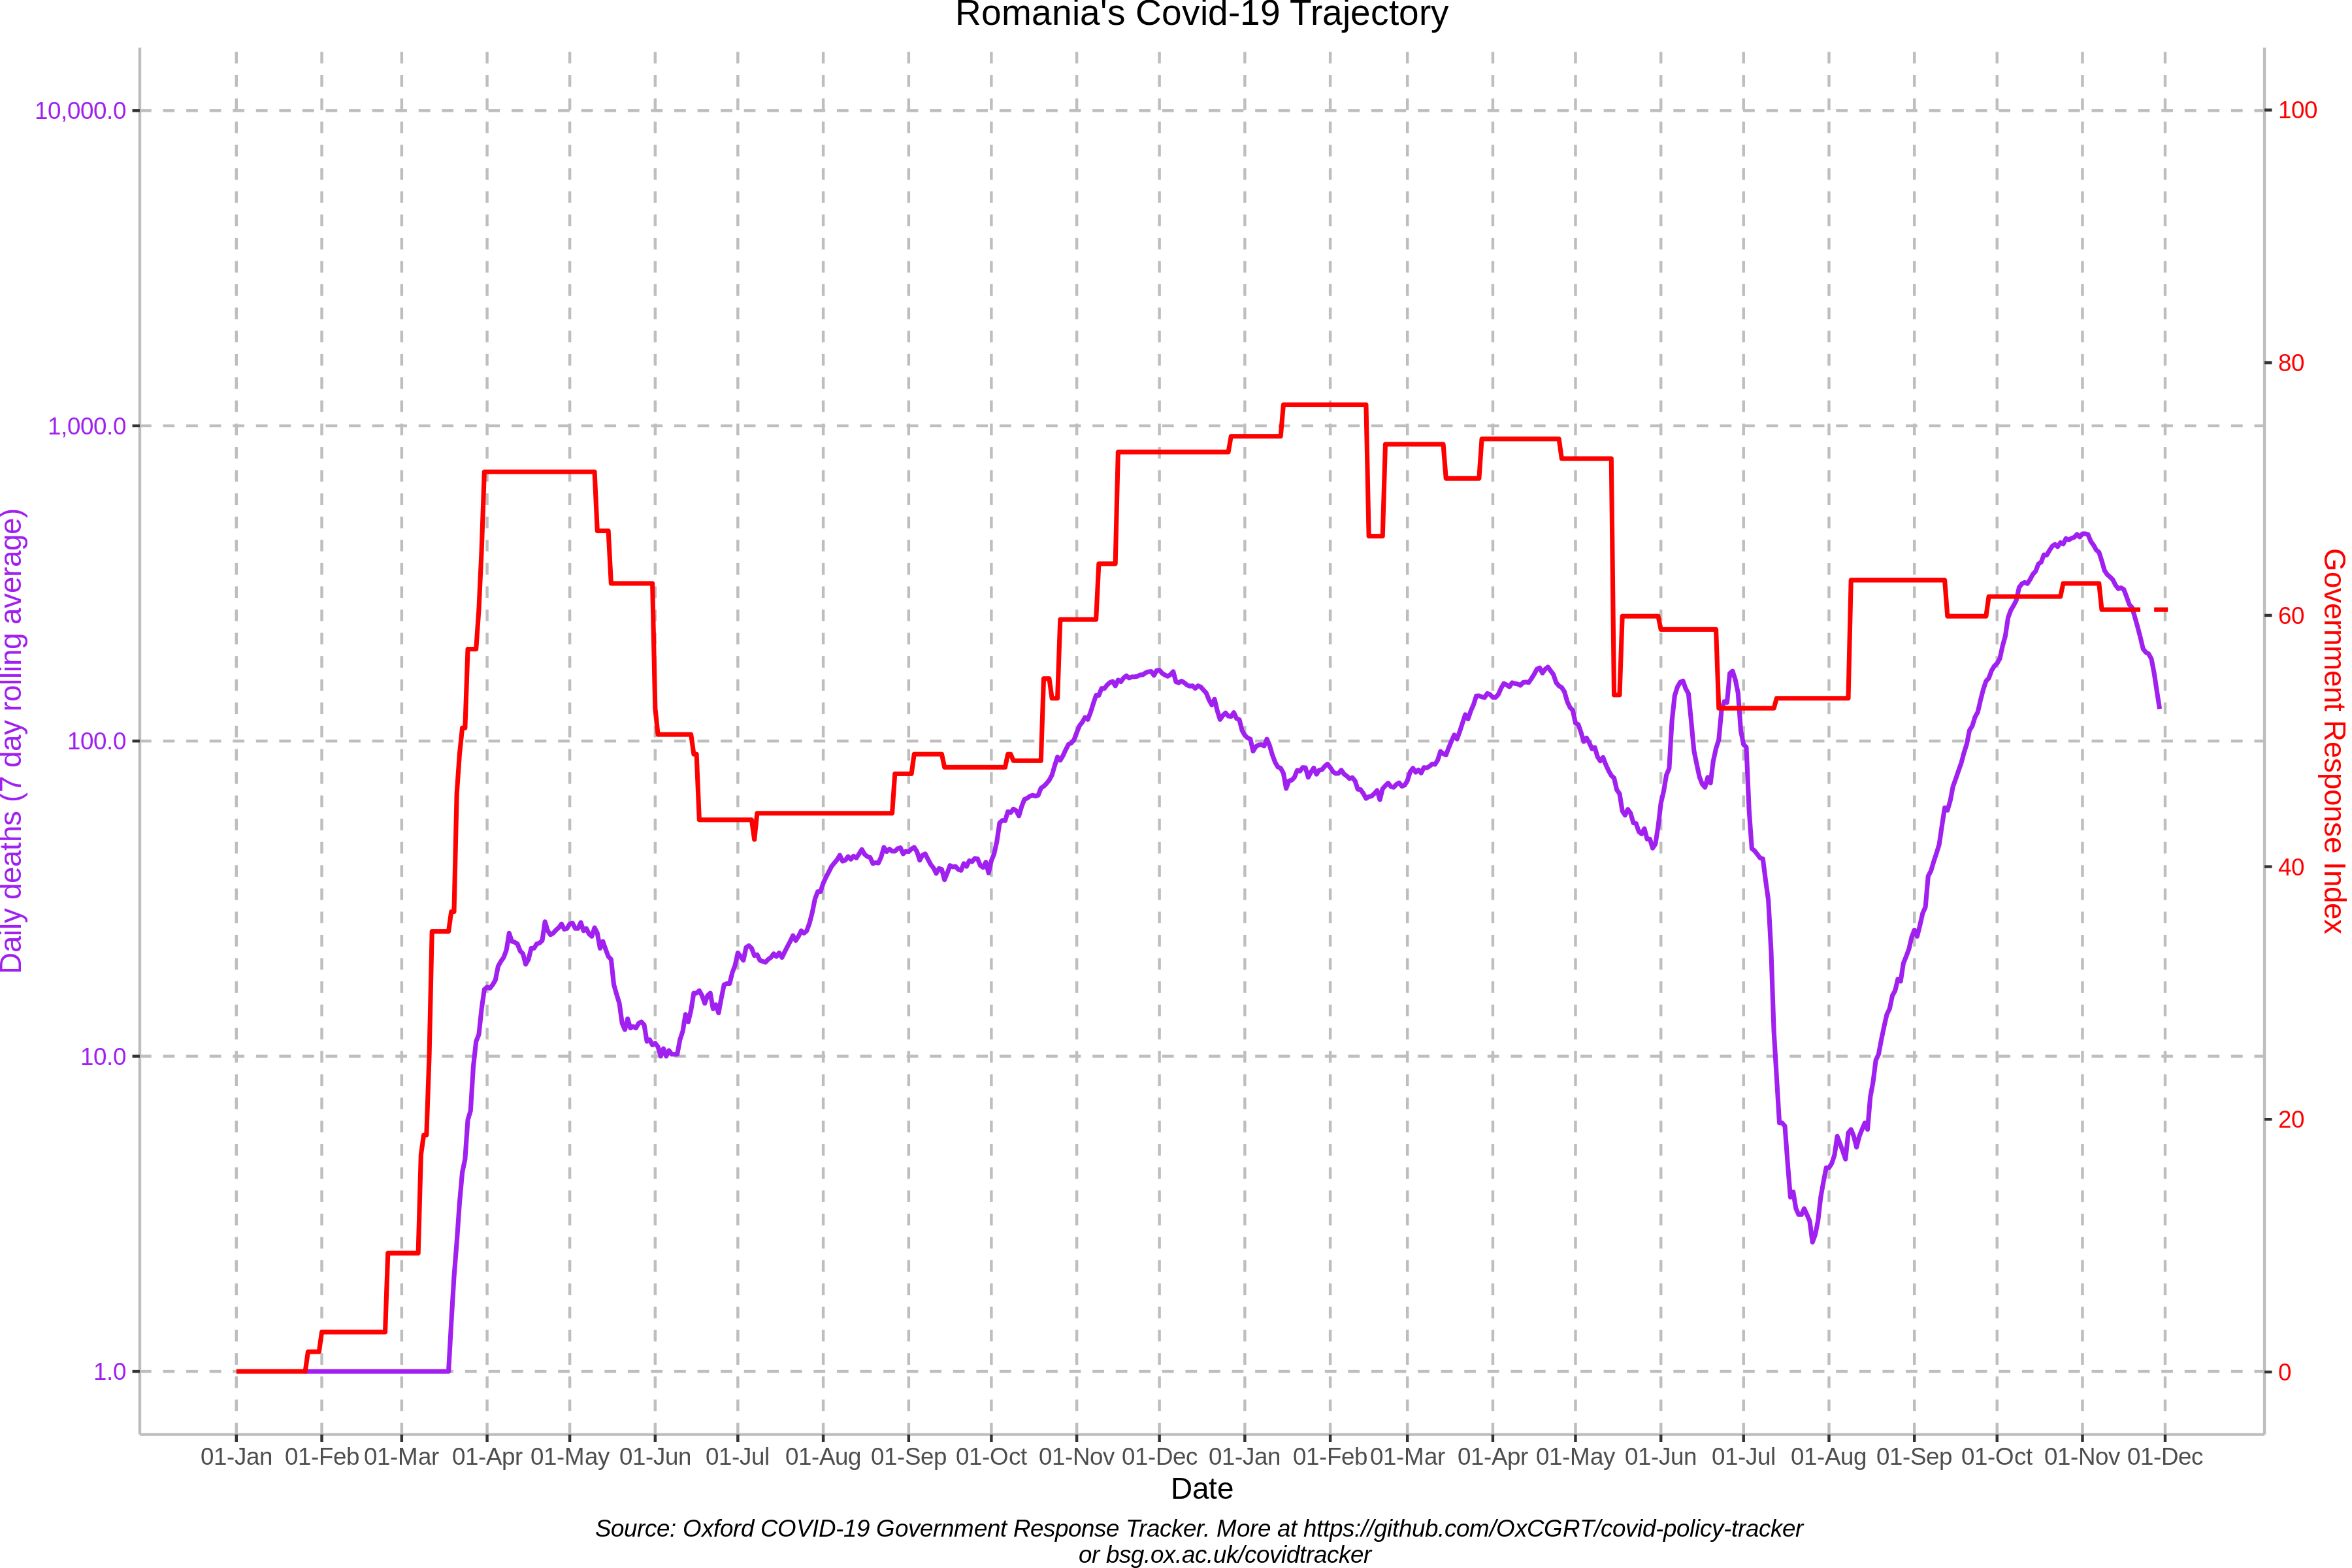 Romania's Covid-19 Trajectory
10,000.0
1,000.0
100.0
10.0
1.0
Daily deaths (7 day rolling average)
100
80
60
40
20
0
Government Response Index
01-Jan 01-Feb 01-Mar 01-Apr 01-May 01-Jun 01-Jul 01-Aug 01-Sep 01-Oct 01-Nov 01-Dec 01-Jan 01-Feb 01-Mar 01-Apr 01-May 01-Jun 01-Jul 01-Aug 01-Sep 01-Oct 01-Nov 01-Dec
Date
Source: Oxford COVID-19 Government Response Tracker. More at https://github.com/OxCGRT/covid-policy-tracker
or bsg.ox.ac.uk/covidtracker